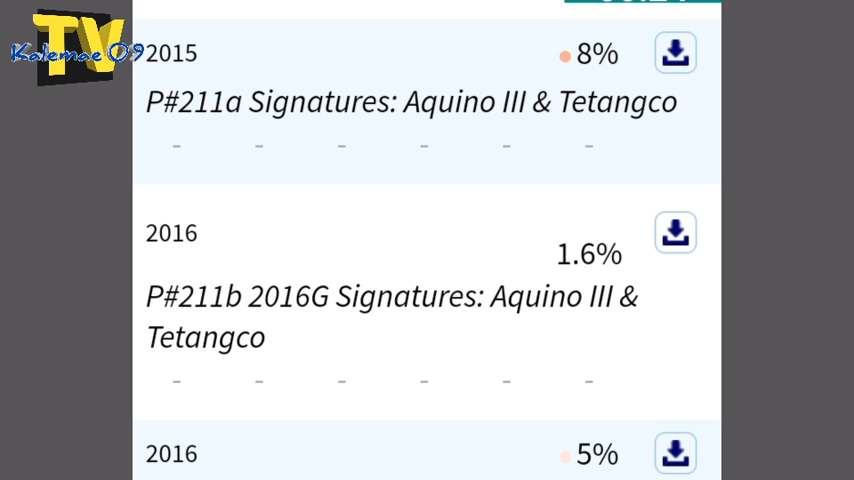 TV
Kalemae 09
2015
8%
P#211a Signatures: Aquino III & Tetangco
- - - - - -
2016
1.6%
P#211b 2016G Signatures: Aquino III &
Tetangco
- - - - - -
2016
5%